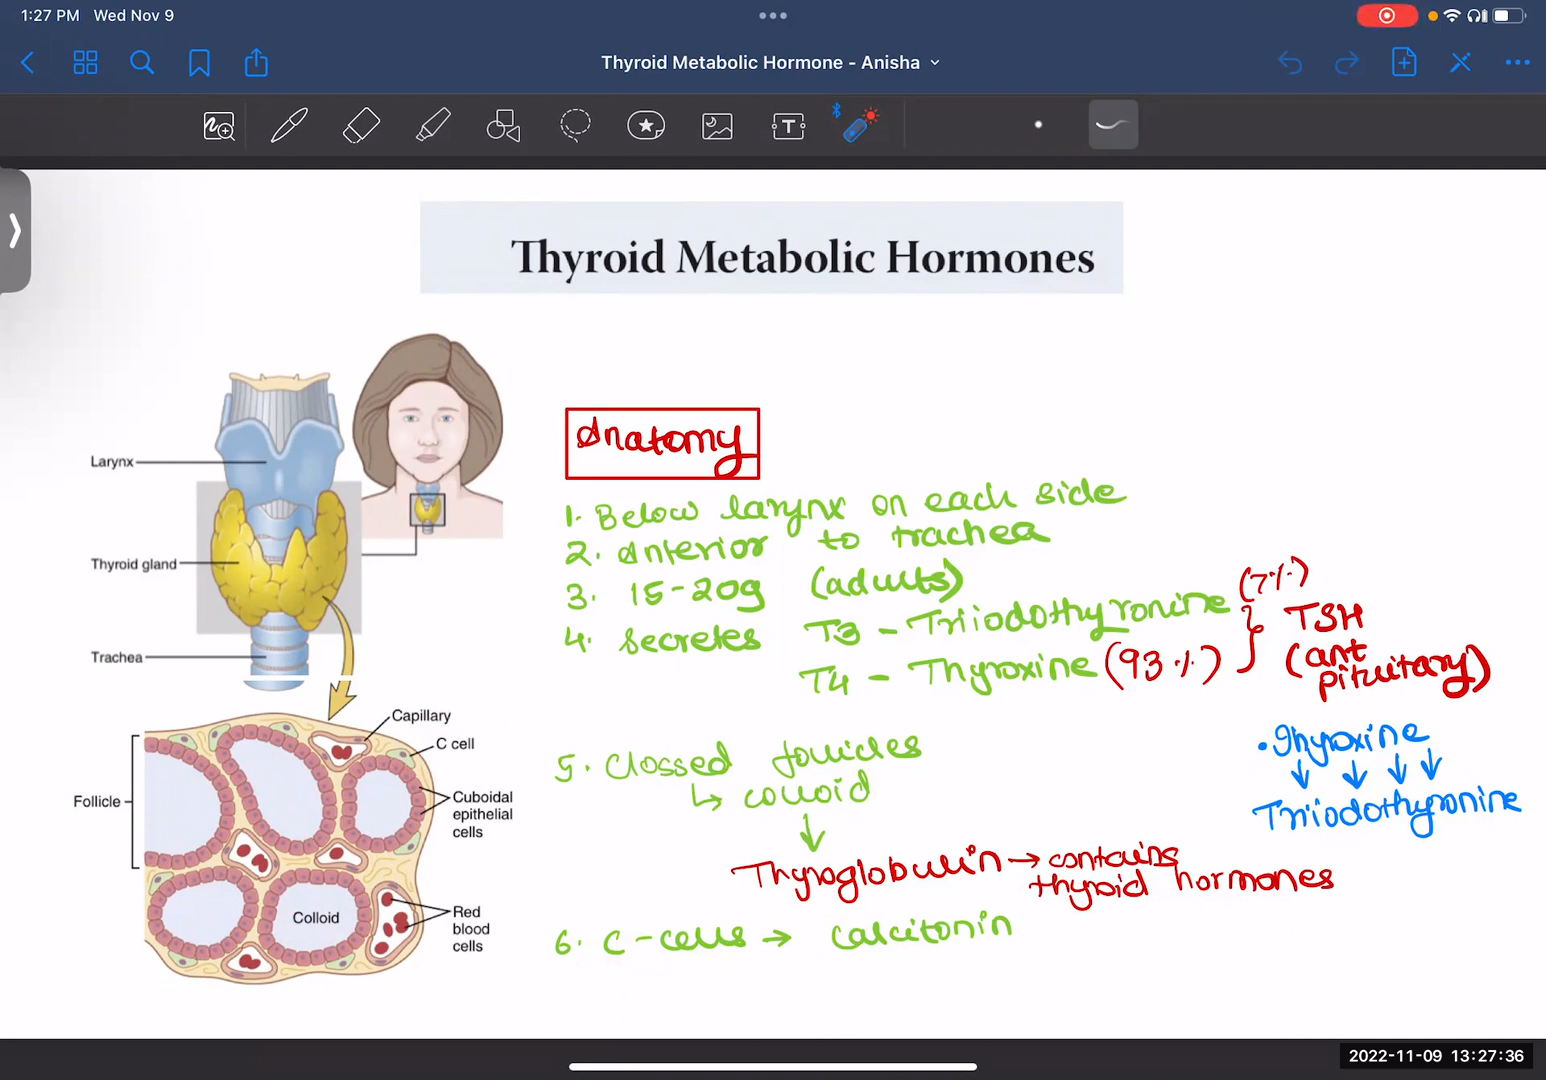 1:27 PM Wed Nov 9
Thyroid Metabolic Hormone - Anisha
T
Thyroid Metabolic Hormones
Larynx
Thyroid gland
Trachea
Anatomy
1. Below larynx on each side
2. Anterior to trachea
3. 15-20g (adults)
4. Secretes T3 - Triiodothyronine (7%)
T4 - Thyroxine (93%)
} TSH
(ant
pituitary)
• Thyroxine
↓ ↓ ↓ ↓
Triiodothyronine
5. Clossed follicles
↳ colloid
↓
Thyroglobulin → contains
thyroid hormones
6. C-cells → Calcitonin
Capillary
C cell
Follicle
Cuboidal
epithelial
cells
Colloid
Red
blood
cells
2022-11-09 13:27:36